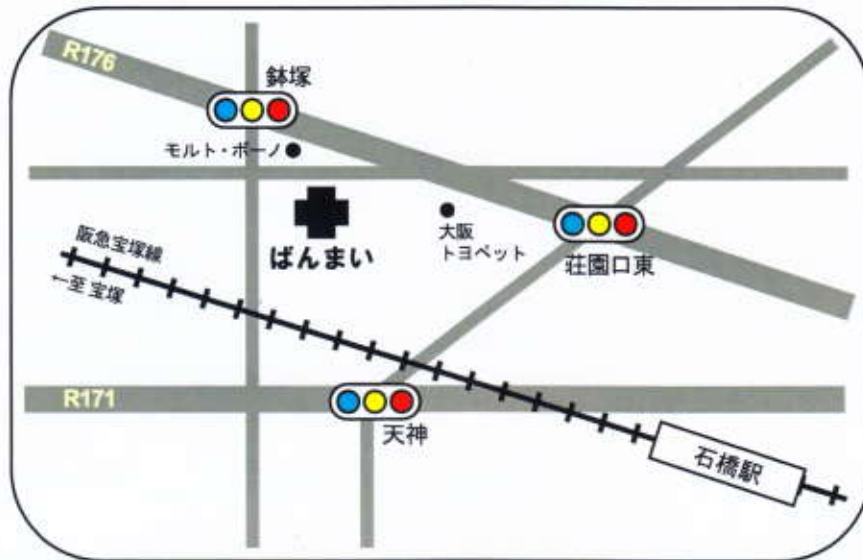 R176
鉢塚
モルト・ボーノ
大阪
トヨペット
ばんまい
荘園口東
阪急宝塚線
←至 宝塚
R171
天神
石橋駅